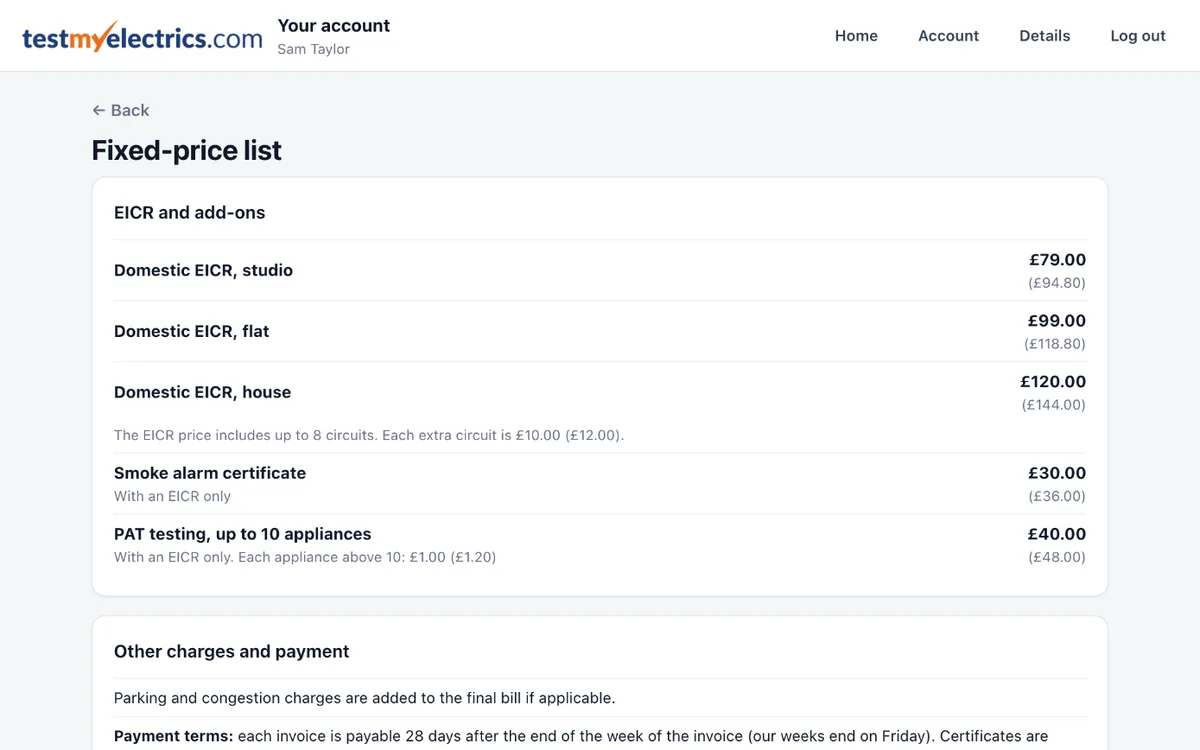 testmyelectrics.com
Your account
Sam Taylor
Home
Account
Details
Log out
← Back
Fixed-price list
EICR and add-ons
Domestic EICR, studio
£79.00
(£94.80)
Domestic EICR, flat
£99.00
(£118.80)
Domestic EICR, house
£120.00
(£144.00)
The EICR price includes up to 8 circuits. Each extra circuit is £10.00 (£12.00).
Smoke alarm certificate
£30.00
With an EICR only
(£36.00)
PAT testing, up to 10 appliances
£40.00
With an EICR only. Each appliance above 10: £1.00 (£1.20)
(£48.00)
Other charges and payment
Parking and congestion charges are added to the final bill if applicable.
Payment terms: each invoice is payable 28 days after the end of the week of the invoice (our weeks end on Friday). Certificates are